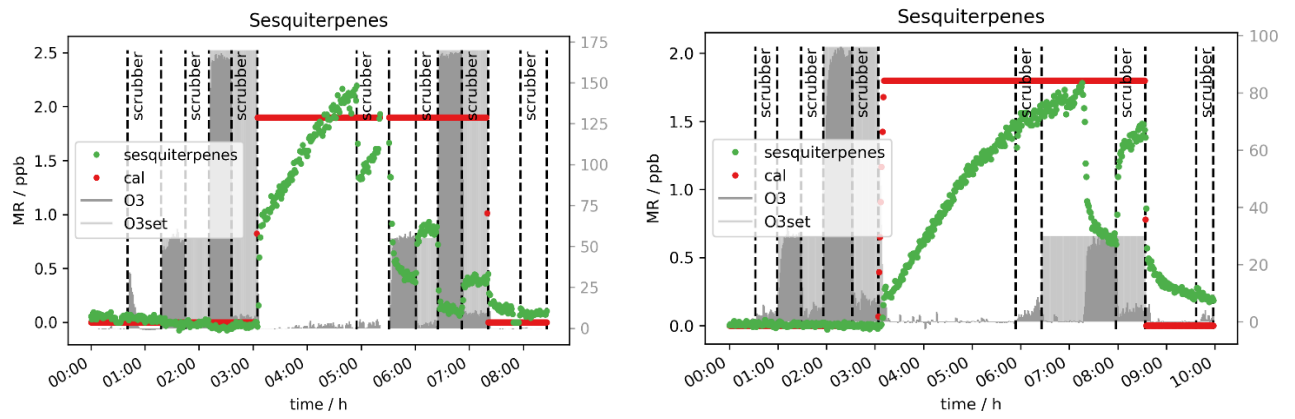 Sesquiterpenes
MR / ppb
2.5
2.0
1.5
1.0
0.5
0.0
175
150
125
100
75
50
25
0
scrubber
scrubber
scrubber
scrubber
scrubber
scrubber
scrubber
sesquiterpenes
cal
O3
O3set
00:00
01:00
02:00
03:00
04:00
05:00
06:00
07:00
08:00
time / h
Sesquiterpenes
MR / ppb
2.0
1.5
1.0
0.5
0.0
100
80
60
40
20
0
scrubber
scrubber
scrubber
scrubber
scrubber
scrubber
sesquiterpenes
cal
O3
O3set
00:00
01:00
02:00
03:00
04:00
05:00
06:00
07:00
08:00
09:00
10:00
time / h